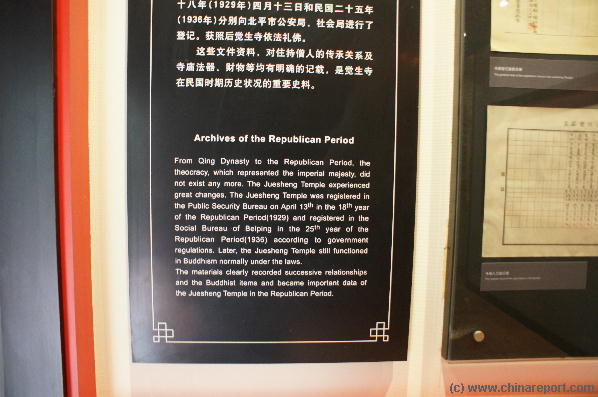 十八年(1929年)四月十三日和民国二十五年
(1936年)分别向北平市公安局、社会局进行了
登记。获照后觉生寺依法礼佛。
这些文件资料，对住持僧人的传承关系及
寺庙法器、财物等均有明确的记载，是觉生寺
在民国时期历史状况的重要史料。
Archives of the Republican Period
From Qing Dynasty to the Republican Period, the
theocracy, which represented the imperial majesty, did
not exist any more. The Juesheng Temple experienced
great changes. The Juesheng Temple was registered in
the Public Security Bureau on April 13th in the 18th year
of the Republican Period(1929) and registered in the
Social Bureau of Beiping in the 25th year of the
Republican Period(1936) according to government
regulations. Later, the Juesheng Temple still functioned
in Buddhism normally under the laws.
The materials clearly recorded successive relationships
and the Buddhist items and became important data of
the Juesheng Temple in the Republican Period.
(c) www.chinareport.com